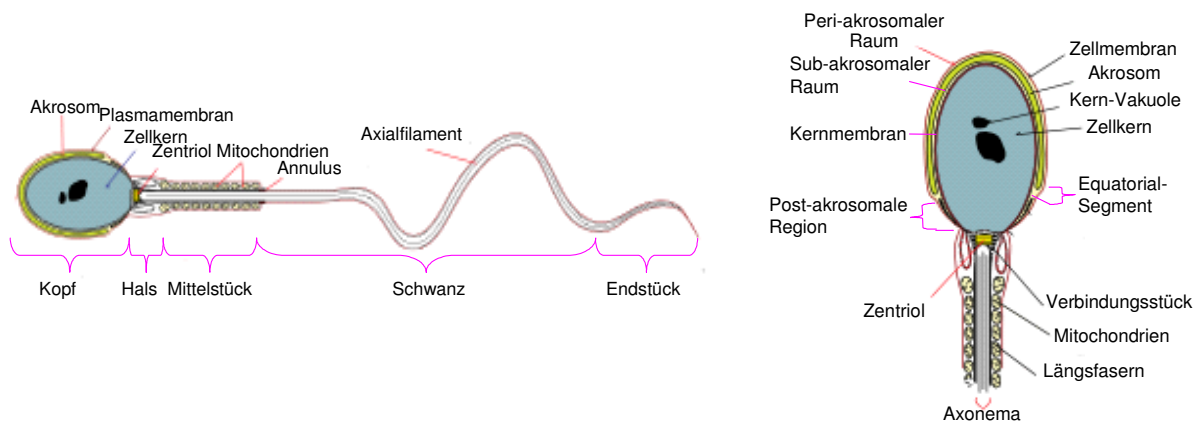 Akrosom
Plasmamembran
Zellkern
Zentriol Mitochondrien
Annulus
Axialfilament
Kopf
Hals
Mittelstück
Schwanz
Endstück
Peri-akrosomaler
Raum
Sub-akrosomaler
Raum
Kernmembran
Post-akrosomale
Region
Zentriol
Zellmembran
Akrosom
Kern-Vakuole
Zellkern
Equatorial-
Segment
Verbindungsstück
Mitochondrien
Längsfasern
Axonema